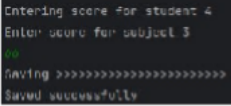 Entering score for student 4
Enter score for subject 3
Saving >>>>>>>>>>>>>>>>>>>>>>>
Saved successfully